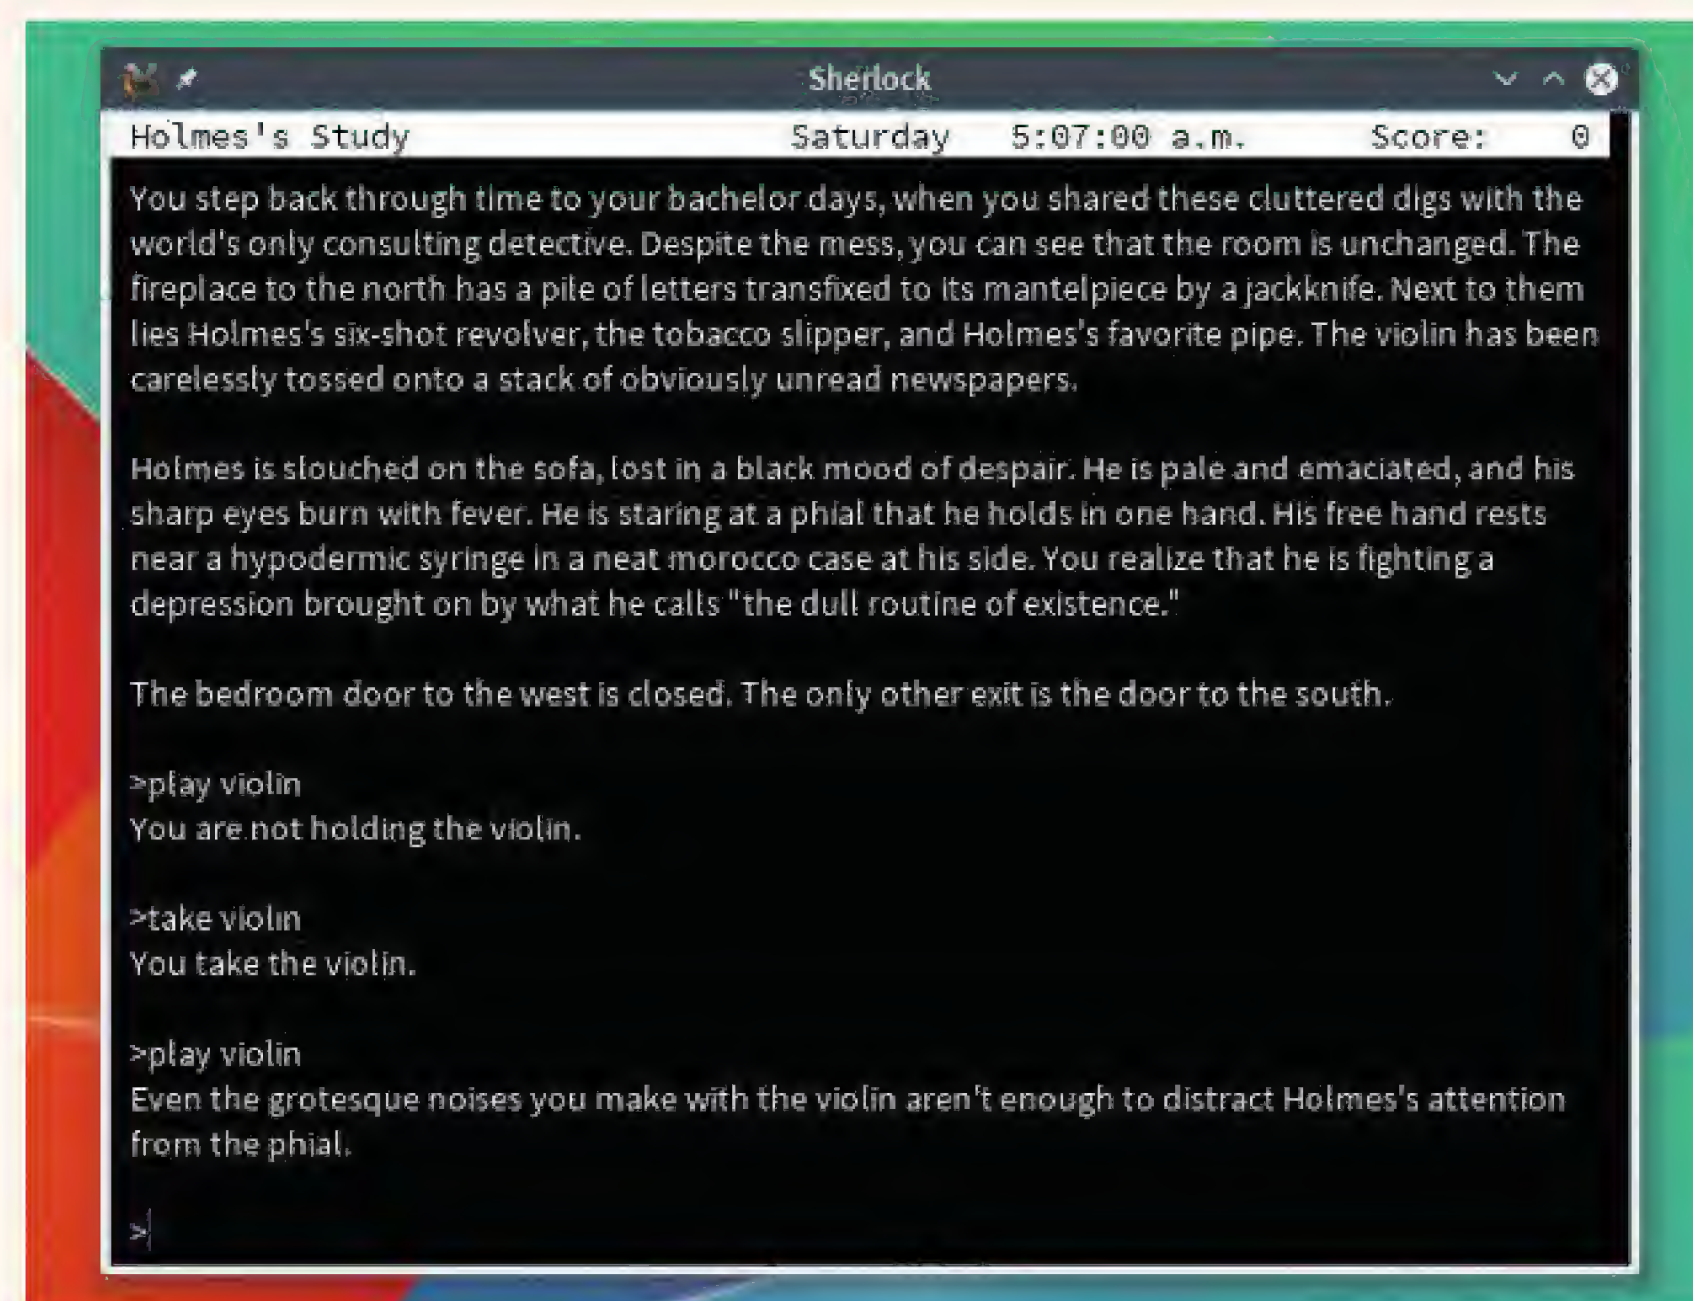 Sherlock
Holmes's Study Saturday 5:07:00 a.m. Score: 0
You step back through time to your bachelor days, when you shared these cluttered digs with the
world's only consulting detective. Despite the mess, you can see that the room is unchanged. The
fireplace to the north has a pile of letters transfixed to its mantelpiece by a jackknife. Next to them
lies Holmes's six-shot revolver, the tobacco slipper, and Holmes's favorite pipe. The violin has been
carelessly tossed onto a stack of obviously unread newspapers.
Holmes is slouched on the sofa, lost in a black mood of despair. He is pale and emaciated, and his
sharp eyes burn with fever. He is staring at a phial that he holds in one hand. His free hand rests
near a hypodermic syringe in a neat morocco case at his side. You realize that he is fighting a
depression brought on by what he calls "the dull routine of existence."
The bedroom door to the west is closed. The only other exit is the door to the south.
>play violin
You are not holding the violin.
>take violin
You take the violin.
>play violin
Even the grotesque noises you make with the violin aren't enough to distract Holmes's attention
from the phial.
>